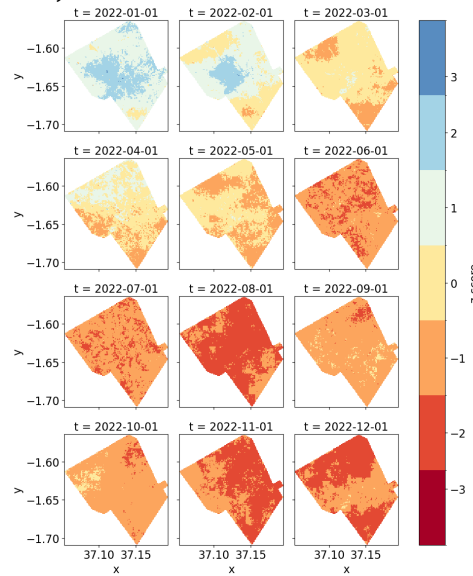 t = 2022-01-01 t = 2022-02-01 t = 2022-03-01
y
−1.60
−1.65
−1.70
t = 2022-04-01 t = 2022-05-01 t = 2022-06-01
y
−1.60
−1.65
−1.70
t = 2022-07-01 t = 2022-08-01 t = 2022-09-01
y
−1.60
−1.65
−1.70
t = 2022-10-01 t = 2022-11-01 t = 2022-12-01
y
−1.60
−1.65
−1.70
37.10 37.15 37.10 37.15 37.10 37.15
x x x
3
2
1
0
−1
−2
−3